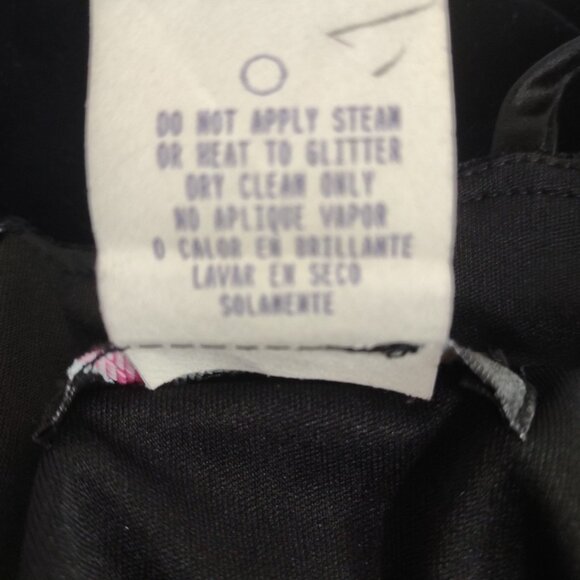 DO NOT APPLY STEAM
OR HEAT TO GLITTER
DRY CLEAN ONLY
NO APLIQUE VAPOR
O CALOR EN BRILLANTE
LAVAR EN SECO
SOLAMENTE